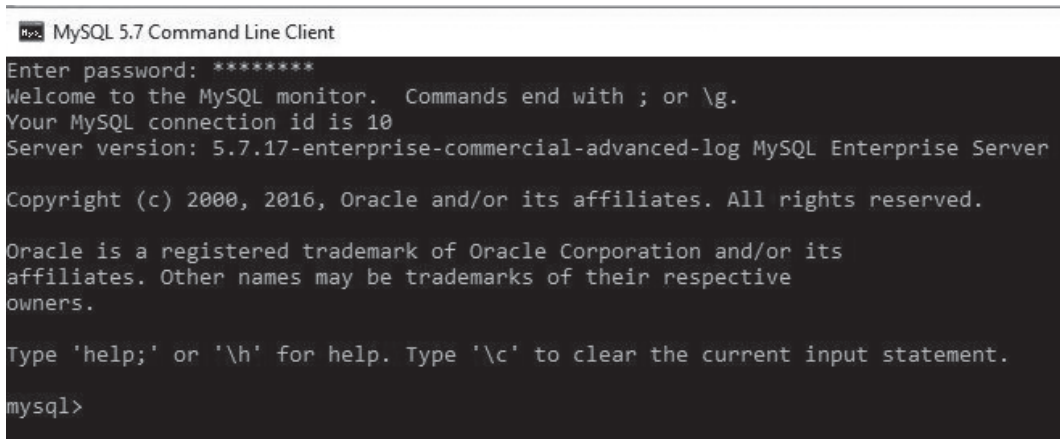 MySQL 5.7 Command Line Client
Enter password: ********
Welcome to the MySQL monitor.  Commands end with ; or \g.
Your MySQL connection id is 10
Server version: 5.7.17-enterprise-commercial-advanced-log MySQL Enterprise Server
Copyright (c) 2000, 2016, Oracle and/or its affiliates. All rights reserved.
Oracle is a registered trademark of Oracle Corporation and/or its
affiliates. Other names may be trademarks of their respective
owners.
Type 'help;' or '\h' for help. Type '\c' to clear the current input statement.
mysql>